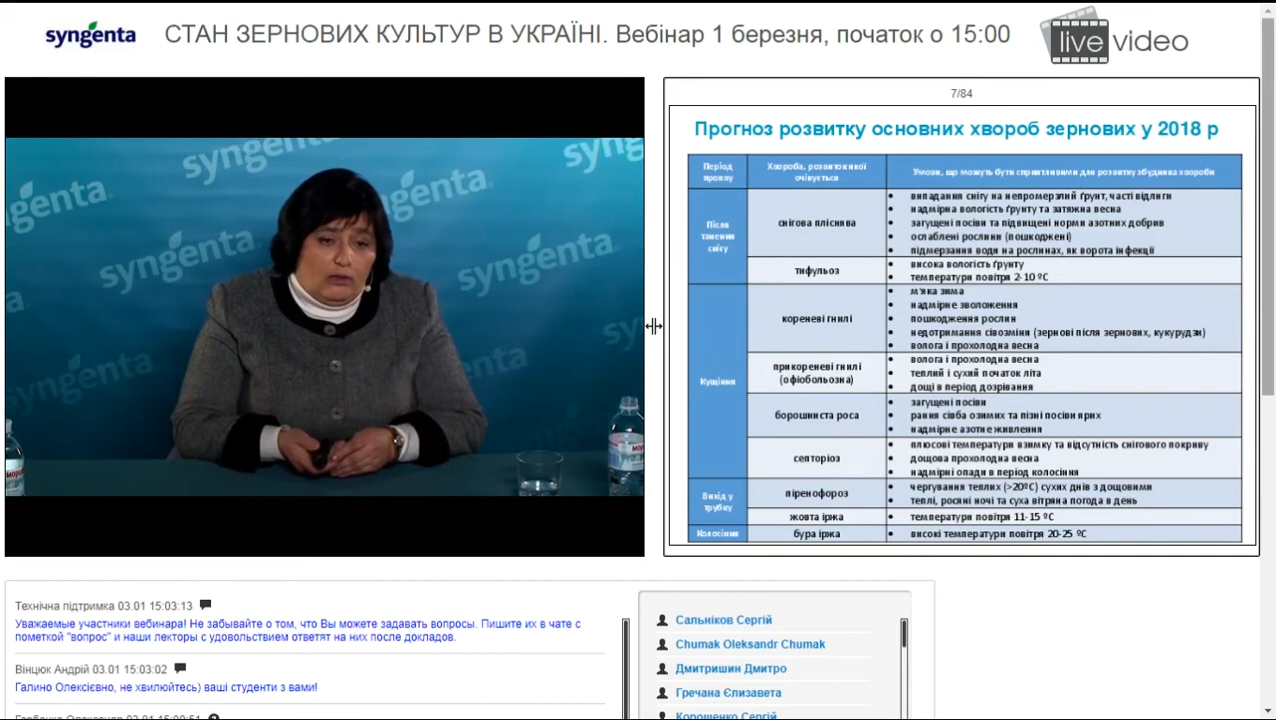 syngenta
СТАН ЗЕРНОВИХ КУЛЬТУР В УКРАЇНІ. Вебінар 1 березня, початок о 15:00
live video
syngenta
syngenta
syngenta
syngenta
syngenta
syngenta
syngenta
7/84
Прогноз розвитку основних хвороб зернових у 2018 р
Період прояву
Хвороба, розвиток якої очікується
Умови, що можуть бути сприятливими для розвитку збудника хвороби
Після танення снігу
снігова пліснява
• випадання снігу на непромерзлий ґрунт, часті відлиги
• надмірна вологість ґрунту та затяжна весна
• загущені посіви та підвищені норми азотних добрив
• ослаблені рослини (пошкоджені)
• підмерзання води на рослинах, як ворота інфекції
тифульоз
• висока вологість ґрунту
• температури повітря 2-10 ºС
Кущіння
кореневі гнилі
• м'яка зима
• надмірне зволоження
• пошкодження рослин
• недотримання сівозміни (зернові після зернових, кукурудзи)
• волога і прохолодна весна
прикореневі гнилі
(офіобольозна)
• волога і прохолодна весна
• теплий і сухий початок літа
• дощі в період дозрівання
борошниста роса
• загущені посіви
• рання сівба озимих та пізні посіви ярих
• надмірне азотне живлення
септоріоз
• плюсові температури взимку та відсутність снігового покриву
• дощова прохолодна весна
• надмірні опади в період колосіння
Вихід у трубку
піренофороз
• чергування теплих (>20ºС) сухих днів з дощовими
• теплі, росяні ночі та суха вітряна погода в день
жовта іржа
• температури повітря 11-15 ºС
Колосіння
бура іржа
• високі температури повітря 20-25 ºС
Технічна підтримка 03.01 15:03:13
Уважаемые участники вебинара! Не забывайте о том, что Вы можете задавать вопросы. Пишите их в чате с
пометкой "вопрос" и наши лекторы с удовольствием ответят на них после докладов.
Вінцюк Андрій 03.01 15:03:02
Галино Олексієвно, не хвилюйтесь) ваші студенти з вами!
Сальніков Сергій
Chumak Oleksandr Chumak
Дмитришин Дмитро
Гречана Єлизавета
Корошенко Сергій